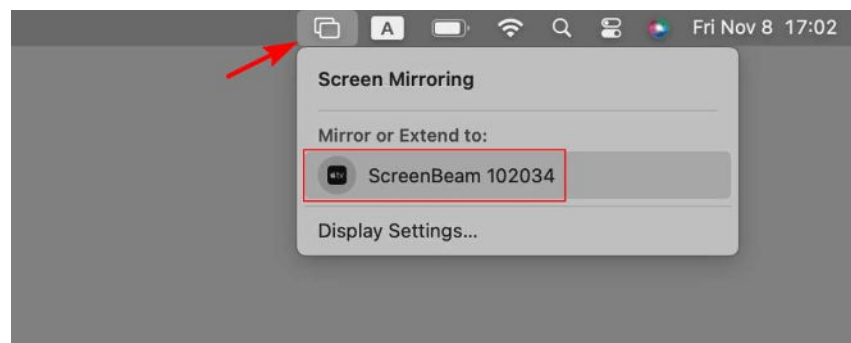 A
Fri Nov 8 17:02
Screen Mirroring
Mirror or Extend to:
tv
ScreenBeam 102034
Display Settings...